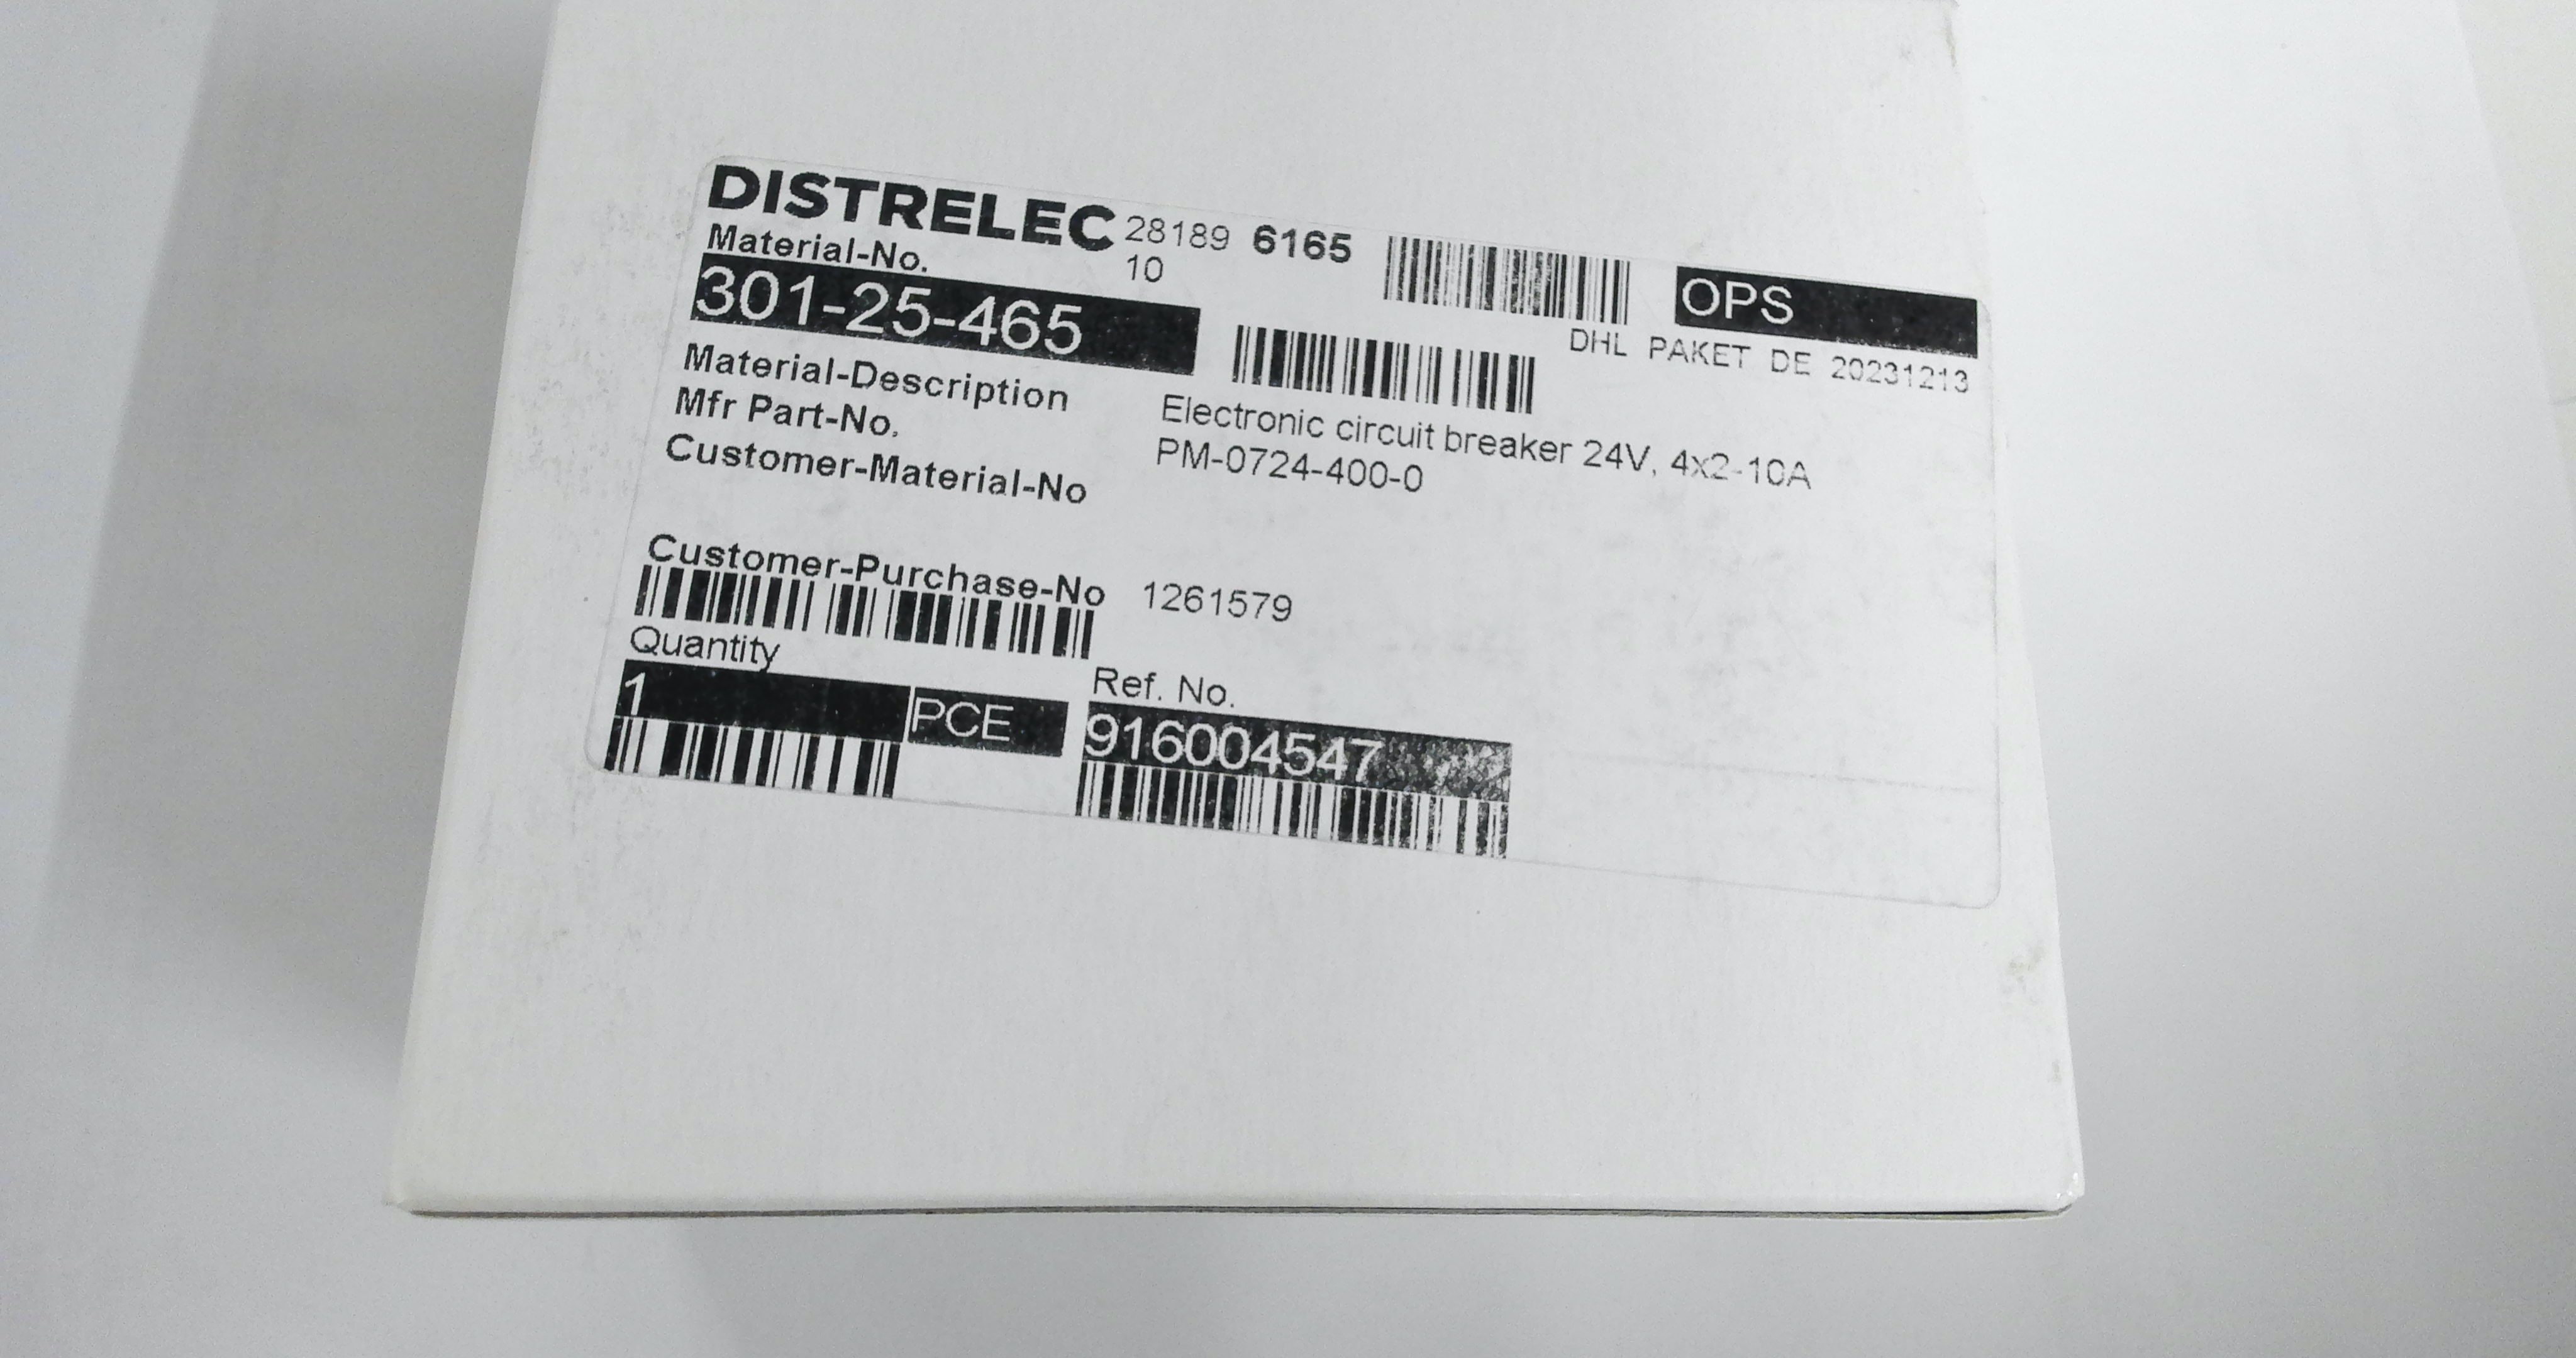 DISTRELEC 28189 6165
10
OPS
Material-No.
301-25-465
DHL PAKET DE 20231213
Material-Description Electronic circuit breaker 24V, 4x2-10A
Mfr Part-No. PM-0724-400-0
Customer-Material-No
Customer-Purchase-No 1261579
Quantity
1 PCE
Ref. No.
916004547